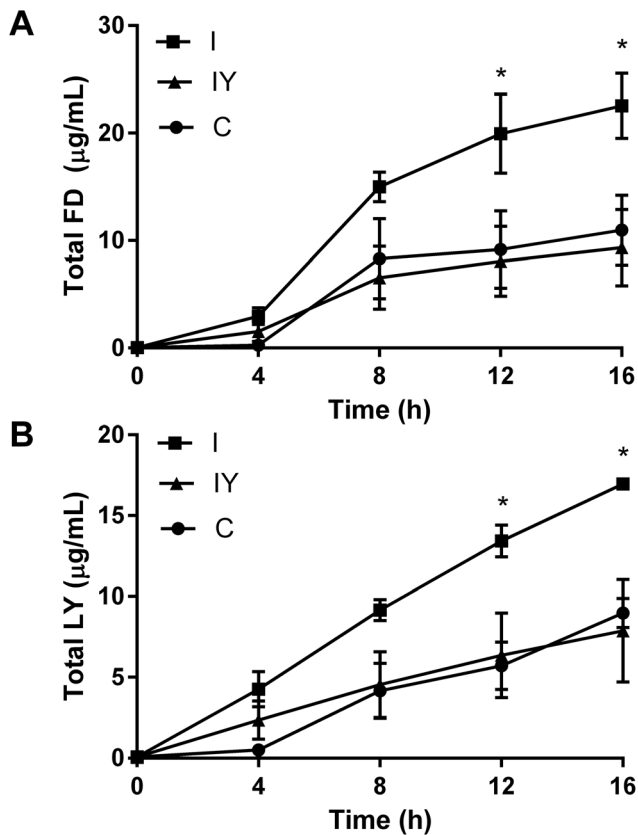 A
30
20
10
0
Total FD (μg/mL)
I
IY
C
*
*
0 4 8 12 16
Time (h)
B
20
15
10
5
0
Total LY (μg/mL)
I
IY
C
*
*
0 4 8 12 16
Time (h)